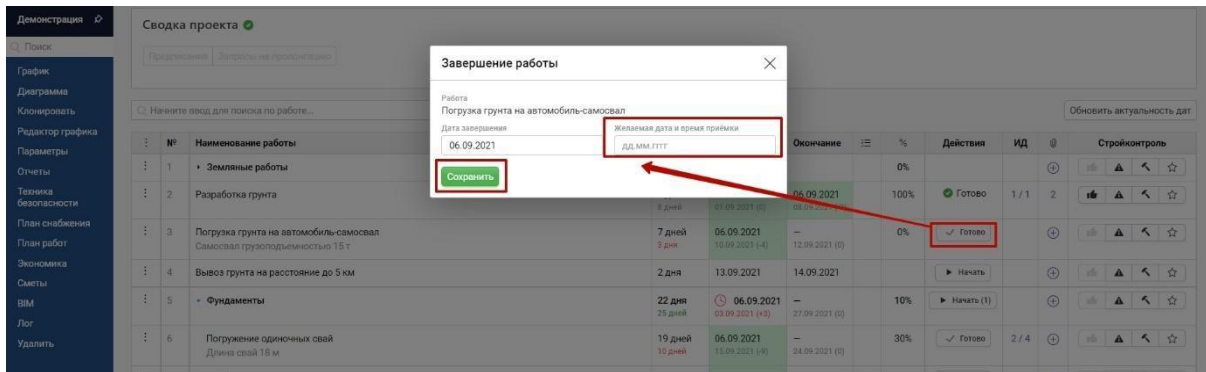 Демонстрация
Сводка проекта
Поиск
Предписания Запросы на пролонгацию
График
Диаграмма
Клонировать
Редактор графика
Параметры
Отчеты
Техника
безопасности
План снабжения
План работ
Экономика
Сметы
BIM
Лог
Удалить
Завершение работы
Работа
Погрузка грунта на автомобиль-самосвал
Дата завершения
Желаемая дата и время приёмки
06.09.2021
дд.мм.гггг
Сохранить
Начните ввод для поиска по работе...
Обновить актуальность дат
№ Наименование работы Окончание % Действия ИД Стройконтроль
1 Земляные работы 0%
2 Разработка грунта 06.09.2021 100% Готово 1 / 1 2
01.09.2021 (0)
3 Погрузка грунта на автомобиль-самосвал 7 дней 06.09.2021 – 0% Готово
Самосвал грузоподъемностью 15 т 3 дня 10.09.2021 (-4) 12.09.2021 (0)
4 Вывоз грунта на расстояние до 5 км 2 дня 13.09.2021 14.09.2021 Начать
5 Фундаменты 22 дня 06.09.2021 – 10% Начать (1)
25 дней 03.09.2021 (+3) 27.09.2021 (0)
6 Погружение одиночных свай 19 дней 06.09.2021 – 30% Готово 2 / 4
Длина свай 18 м 10 дней 15.09.2021 (-9) 24.09.2021 (0)